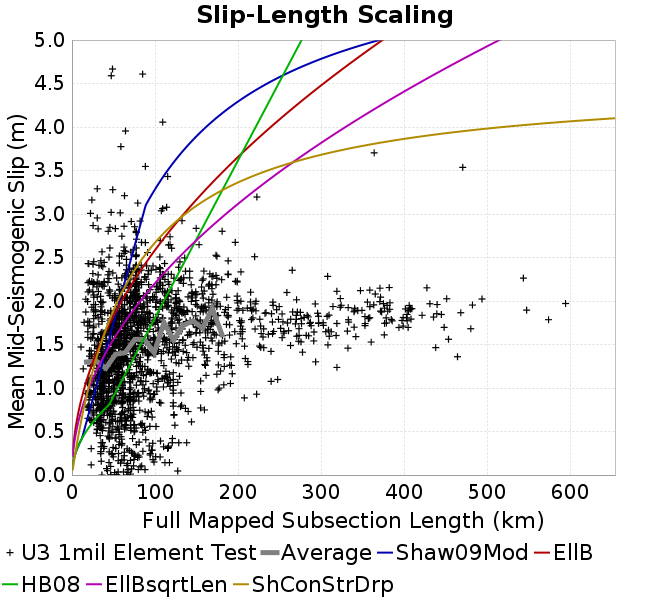 Slip-Length Scaling
Mean Mid-Seismogenic Slip (m)
5.0
4.5
4.0
3.5
3.0
2.5
2.0
1.5
1.0
0.5
0.0
0 100 200 300 400 500 600
Full Mapped Subsection Length (km)
U3 1mil Element Test Average Shaw09Mod EllB
HB08 EllBsqrtLen ShConStrDrp